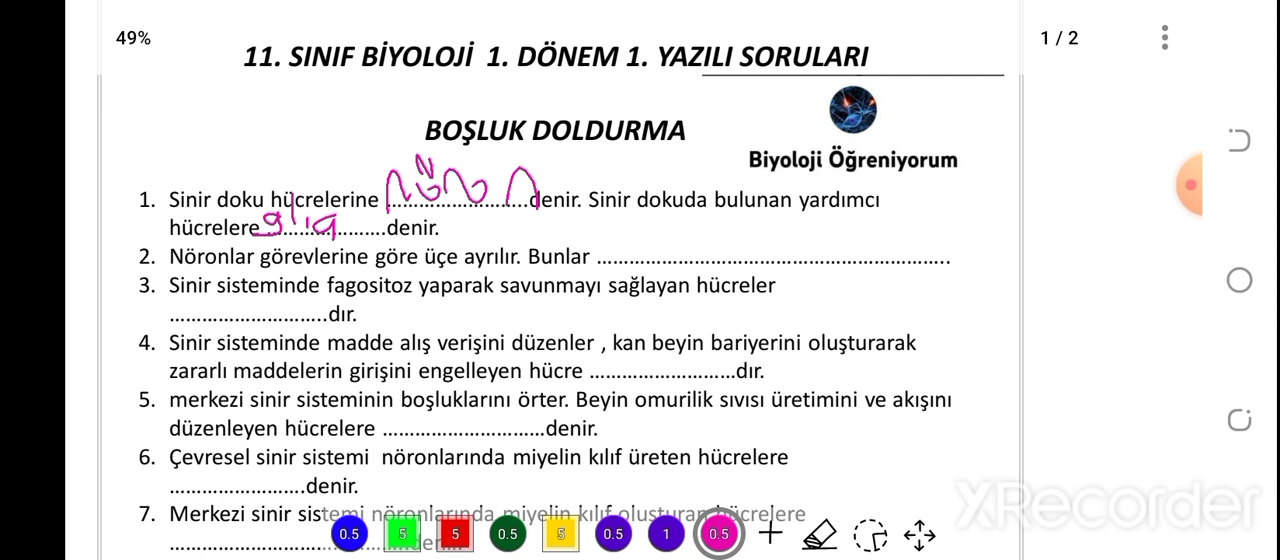 49%
1 / 2
11. SINIF BİYOLOJİ 1. DÖNEM 1. YAZILI SORULARI
BOŞLUK DOLDURMA
Biyoloji Öğreniyorum
1. Sinir doku hücrelerine nöron denir. Sinir dokuda bulunan yardımcı
hücrelere glia denir.
2. Nöronlar görevlerine göre üçe ayrılır. Bunlar ……………………………………………………….
3. Sinir sisteminde fagositoz yaparak savunmayı sağlayan hücreler
………………………..dır.
4. Sinir sisteminde madde alış verişini düzenler , kan beyin bariyerini oluşturarak
zararlı maddelerin girişini engelleyen hücre ………………………dır.
5. merkezi sinir sisteminin boşluklarını örter. Beyin omurilik sıvısı üretimini ve akışını
düzenleyen hücrelere …………………………denir.
6. Çevresel sinir sistemi nöronlarında miyelin kılıf üreten hücrelere
…………………….denir.
7. Merkezi sinir sistemi nöronlarında miyelin kılıf oluşturan hücrelere
0.5 5 5 0.5 5 0.5 1 0.5
XRecorder